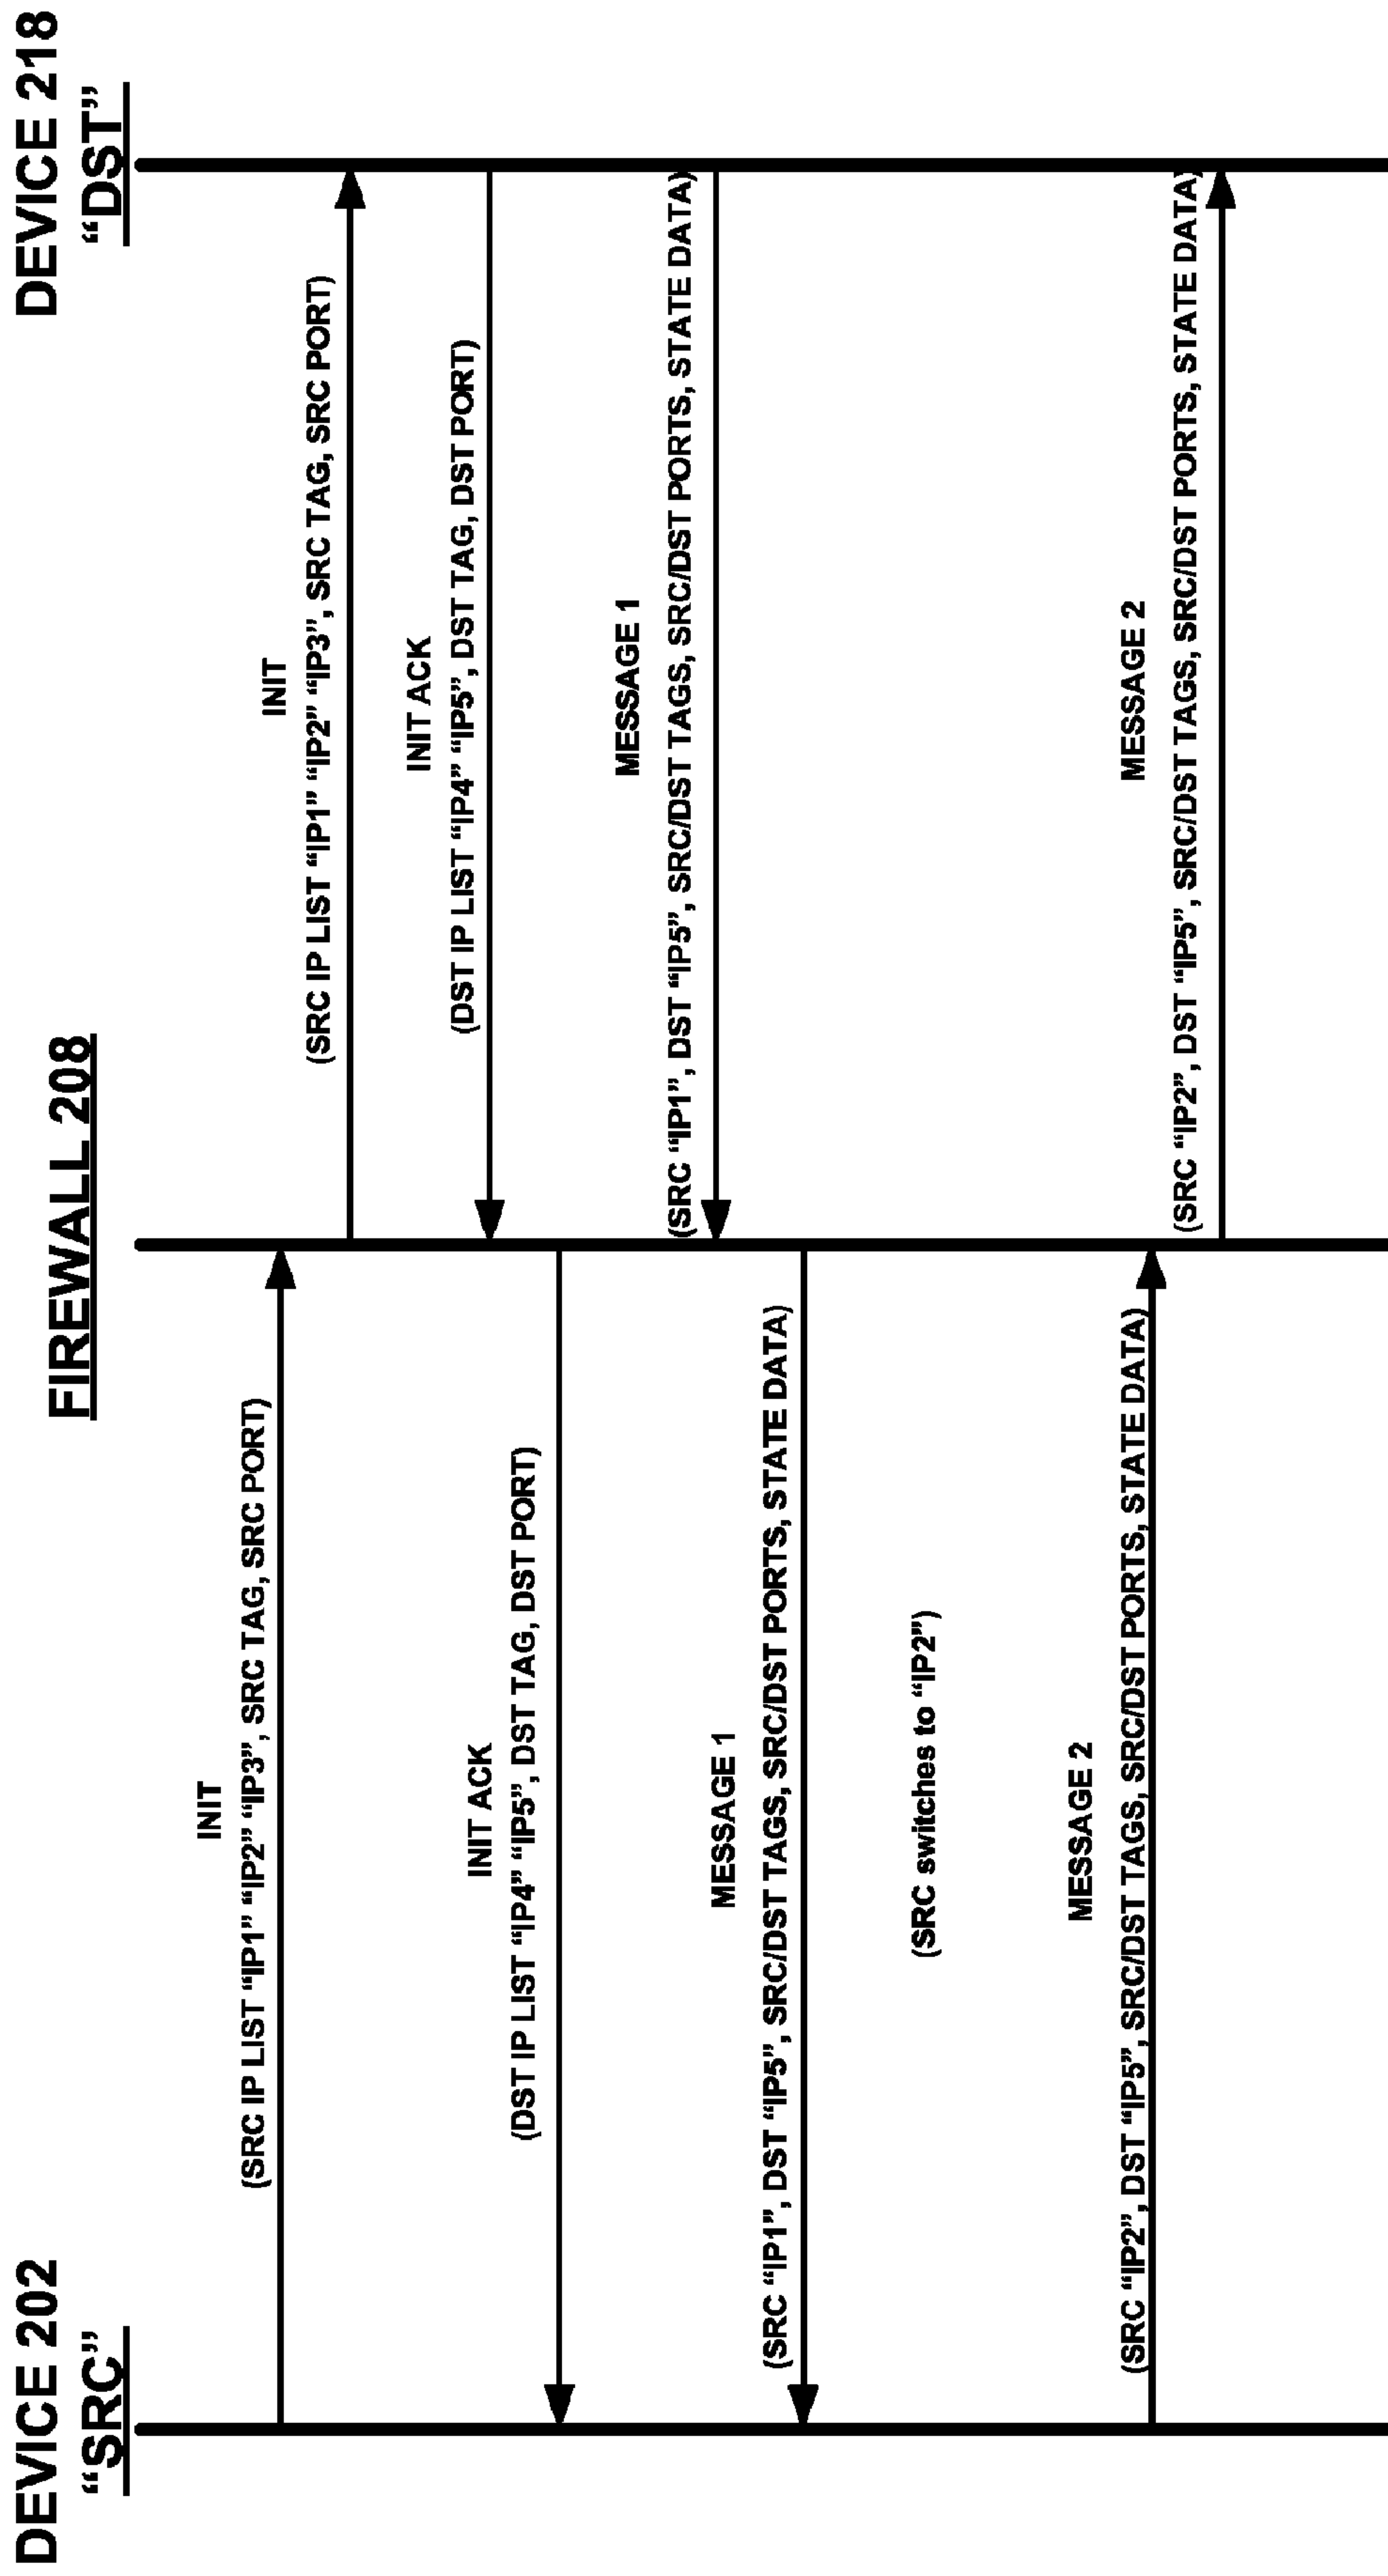 DEVICE 202
“SRC”
FIREWALL 208
DEVICE 218
“DST”
INIT
(SRC IP LIST “IP1” “IP2” “IP3”, SRC TAG, SRC PORT)
INIT
(SRC IP LIST “IP1” “IP2” “IP3”, SRC TAG, SRC PORT)
INIT ACK
(DST IP LIST “IP4” “IP5”, DST TAG, DST PORT)
INIT ACK
(DST IP LIST “IP4” “IP5”, DST TAG, DST PORT)
MESSAGE 1
(SRC “IP1”, DST “IP5”, SRC/DST TAGS, SRC/DST PORTS, STATE DATA)
MESSAGE 1
(SRC “IP1”, DST “IP5”, SRC/DST TAGS, SRC/DST PORTS, STATE DATA)
(SRC switches to “IP2”)
MESSAGE 2
(SRC “IP2”, DST “IP5”, SRC/DST TAGS, SRC/DST PORTS, STATE DATA)
MESSAGE 2
(SRC “IP2”, DST “IP5”, SRC/DST TAGS, SRC/DST PORTS, STATE DATA)